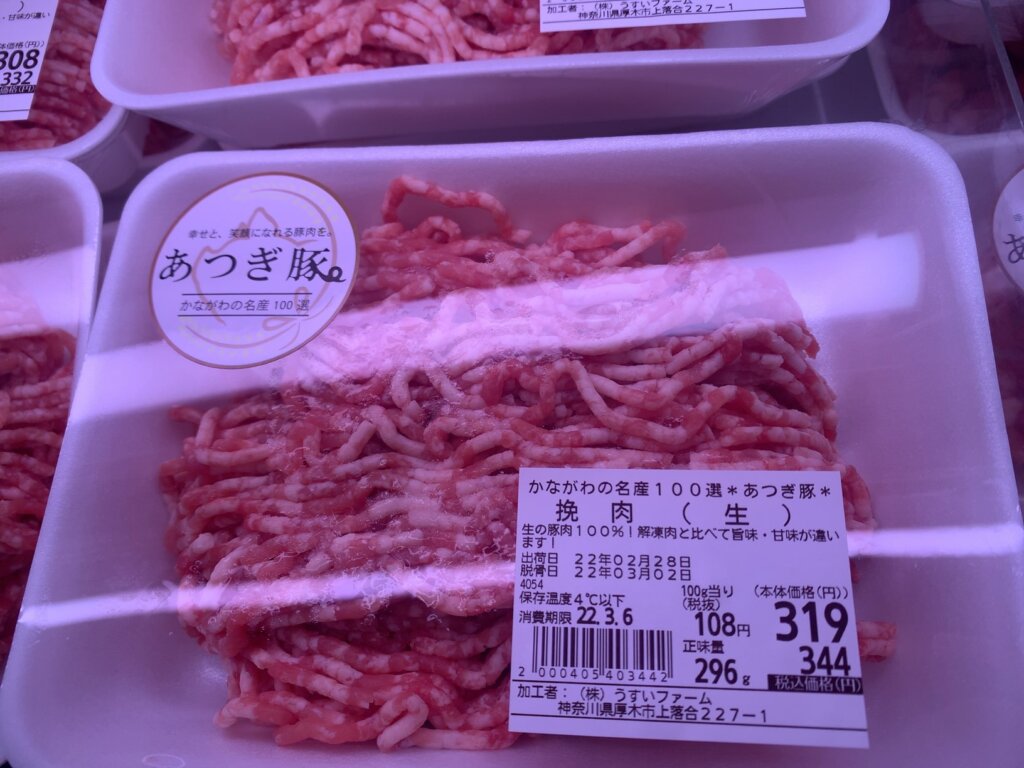 ・甘味が違い
本体価格(円))
308
332
加工者：（株）うすいファーム
神奈川県厚木市上落合２２７－１
幸せと、笑顔になれる豚肉を。
あつぎ豚
かながわの名産100選
かながわの名産１００選＊あつぎ豚＊
挽肉（生）
生の豚肉１００％！解凍肉と比べて旨味・甘味が違い
ます！
出荷日 ２２年０２月２８日
脱骨日 ２２年０３月０２日
4054
保存温度４℃以下
消費期限 22.3.6
100g当り
(税抜)
108円
正味量
296g
(本体価格(円))
319
344
税込価格(円)
2 000405 403442
加工者：（株）うすいファーム
神奈川県厚木市上落合２２７－１